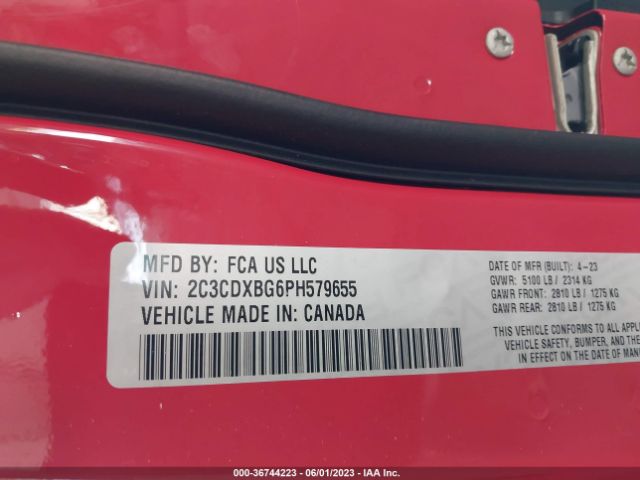 MFD BY: FCA US LLC
VIN: 2C3CDXBG6PH579655
VEHICLE MADE IN: CANADA
DATE OF MFR (BUILT): 4-23
GVWR: 5100 LB / 2314 KG
GAWR FRONT: 2810 LB / 1275 KG
GAWR REAR: 2810 LB / 1275 KG
THIS VEHICLE CONFORMS TO ALL APPL
VEHICLE SAFETY, BUMPER, AND THE
IN EFFECT ON THE DATE OF MAN
000-36744223 - 06/01/2023 - IAA Inc.